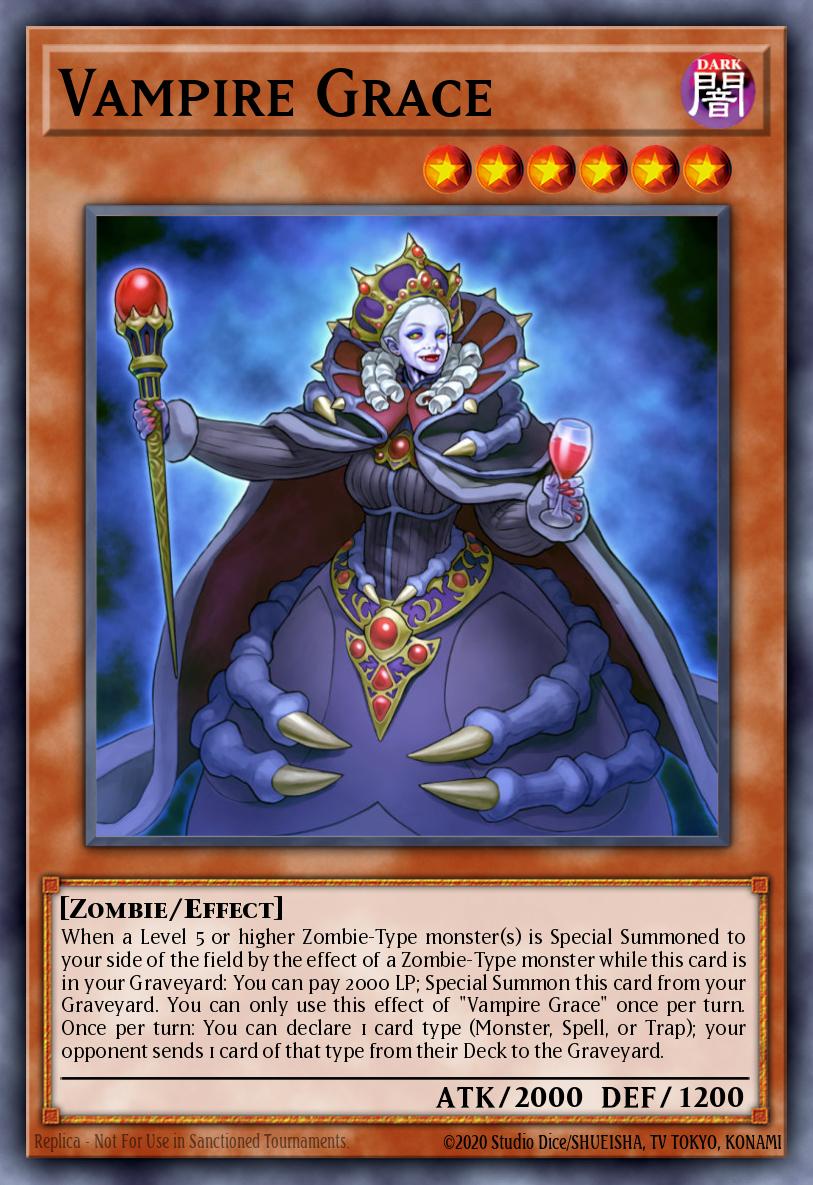 Vampire Grace
DARK
闇
[Zombie/Effect]
When a Level 5 or higher Zombie-Type monster(s) is Special Summoned to
your side of the field by the effect of a Zombie-Type monster while this card is
in your Graveyard: You can pay 2000 LP; Special Summon this card from your
Graveyard. You can only use this effect of "Vampire Grace" once per turn.
Once per turn: You can declare 1 card type (Monster, Spell, or Trap); your
opponent sends 1 card of that type from their Deck to the Graveyard.
ATK/2000 DEF/1200
Replica - Not For Use in Sanctioned Tournaments.
©2020 Studio Dice/SHUEISHA, TV TOKYO, KONAMI